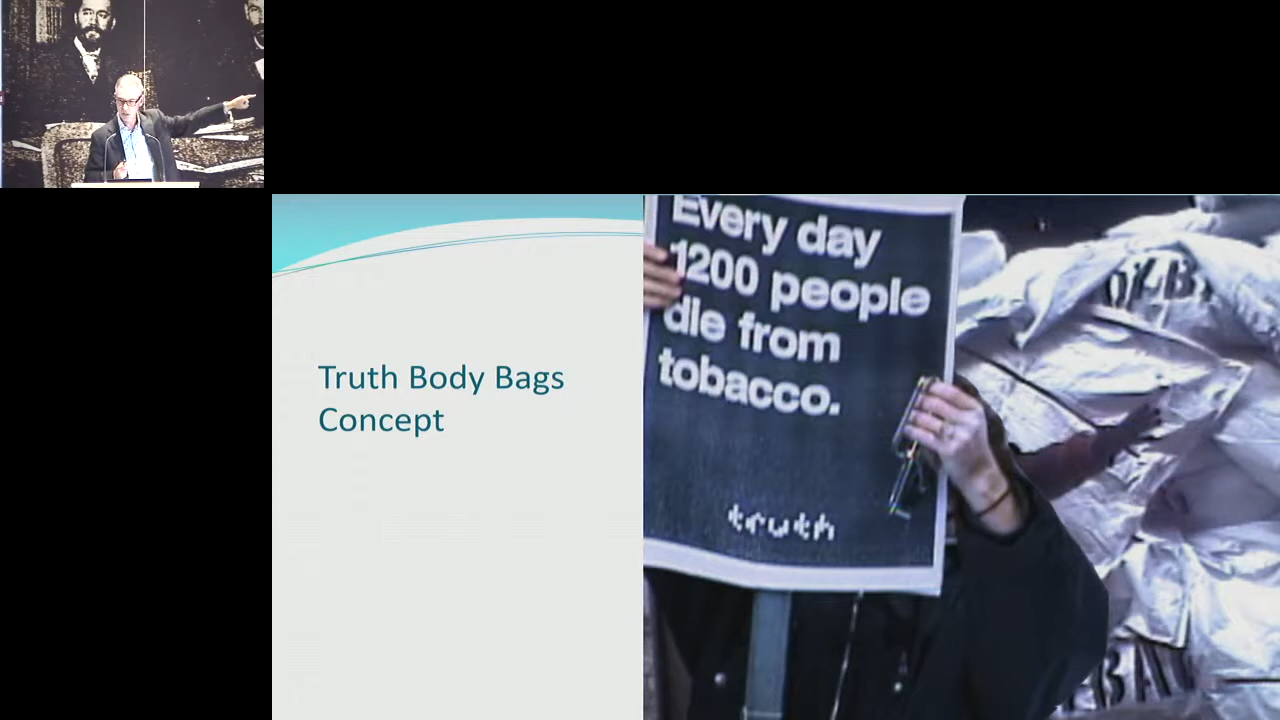 Truth Body Bags
Concept
Every day
1200 people
die from
tobacco.
truth